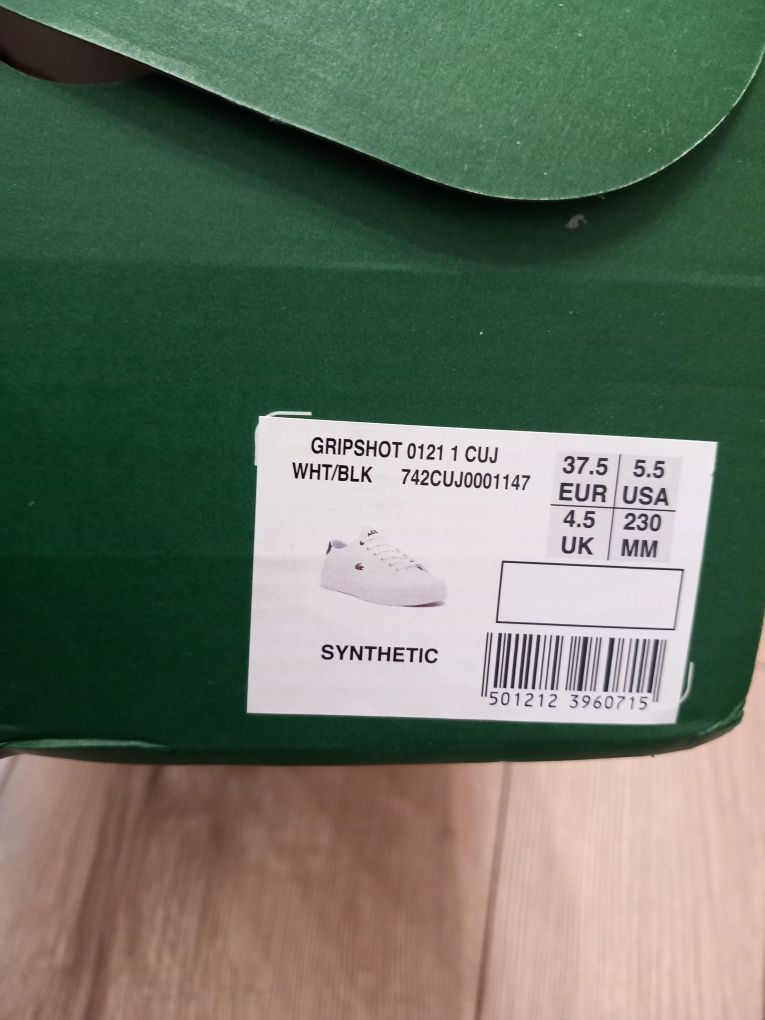 GRIPSHOT 0121 1 CUJ
WHT/BLK 742CUJ0001147
37.5 5.5
EUR USA
4.5 230
UK MM
SYNTHETIC
501212 3960715